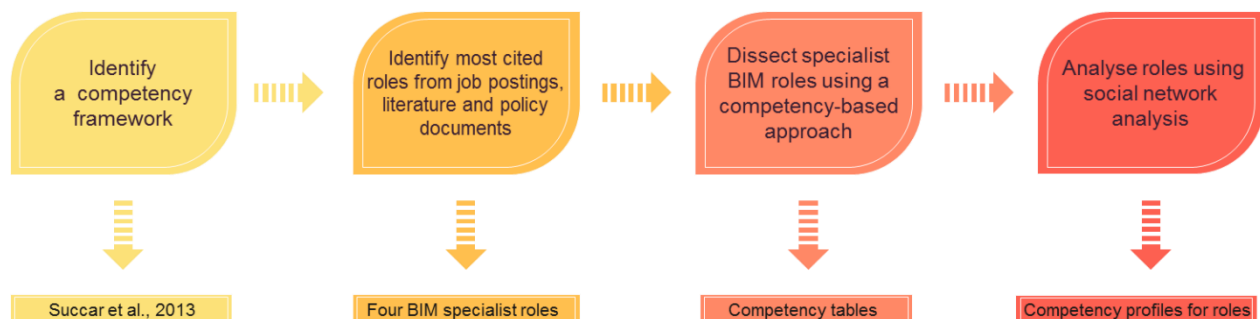 Identify
a competency
framework
Identify most cited
roles from job postings,
literature and policy
documents
Dissect specialist
BIM roles using a
competency-based
approach
Analyse roles using
social network
analysis
Succar et al., 2013
Four BIM specialist roles
Competency tables
Competency profiles for roles